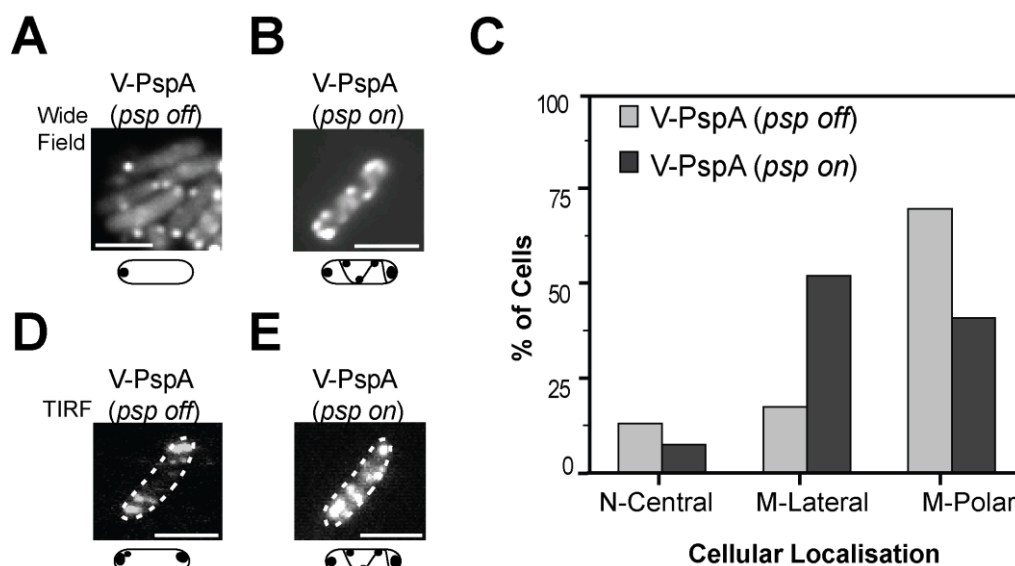 A
V-PspA
(psp off)
Wide
Field
B
V-PspA
(psp on)
C
100
75
50
25
0
% of Cells
V-PspA (psp off)
V-PspA (psp on)
N-Central
M-Lateral
M-Polar
Cellular Localisation
D
V-PspA
(psp off)
TIRF
E
V-PspA
(psp on)